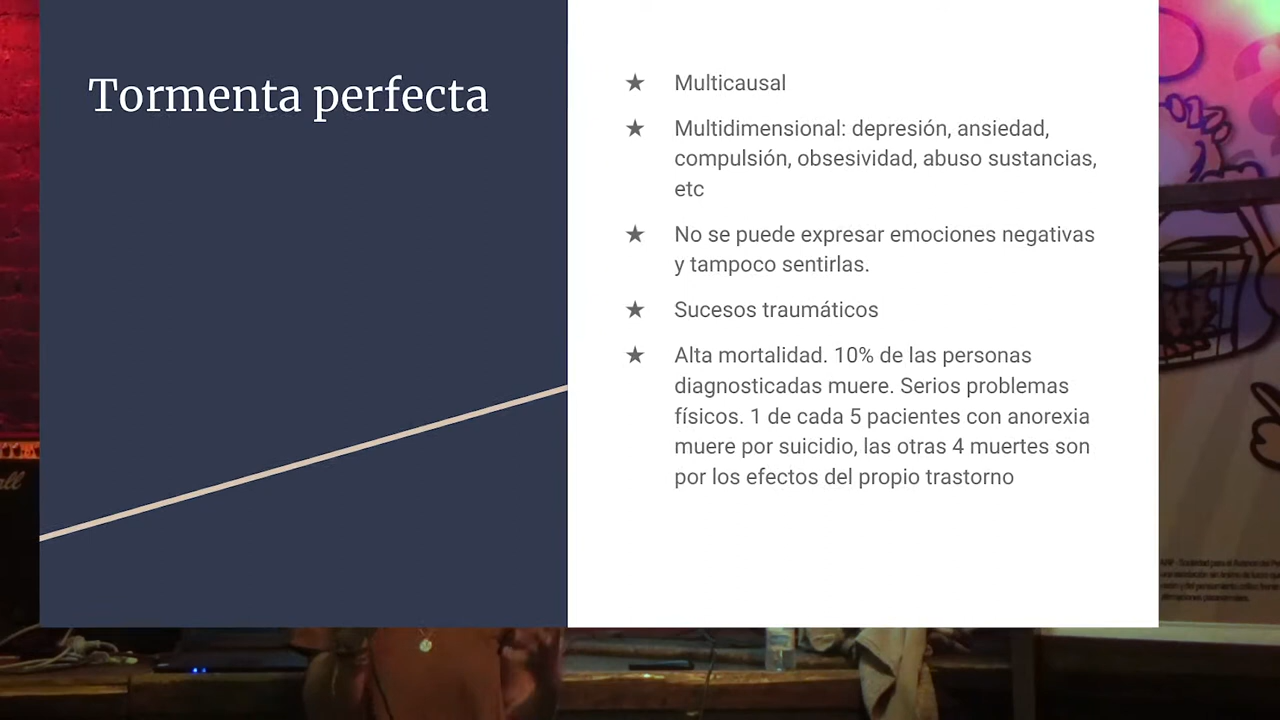 Tormenta perfecta
★ Multicausal
★ Multidimensional: depresión, ansiedad,
compulsión, obsesividad, abuso sustancias,
etc
★ No se puede expresar emociones negativas
y tampoco sentirlas.
★ Sucesos traumáticos
★ Alta mortalidad. 10% de las personas
diagnosticadas muere. Serios problemas
físicos. 1 de cada 5 pacientes con anorexia
muere por suicidio, las otras 4 muertes son
por los efectos del propio trastorno